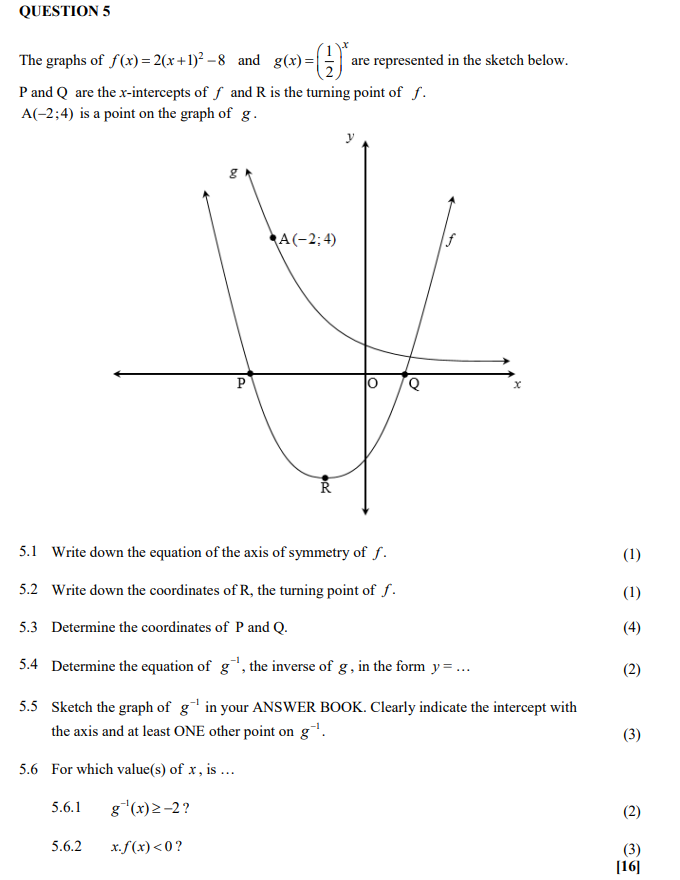 QUESTION 5
The graphs of f(x) = 2(x+1)² − 8 and g(x) = (1/2)ˣ are represented in the sketch below.
P and Q are the x-intercepts of f and R is the turning point of f.
A(−2;4) is a point on the graph of g.
y
g
A(−2; 4)
f
P
O
Q
x
R
5.1 Write down the equation of the axis of symmetry of f. (1)
5.2 Write down the coordinates of R, the turning point of f. (1)
5.3 Determine the coordinates of P and Q. (4)
5.4 Determine the equation of g⁻¹, the inverse of g, in the form y = … (2)
5.5 Sketch the graph of g⁻¹ in your ANSWER BOOK. Clearly indicate the intercept with
the axis and at least ONE other point on g⁻¹. (3)
5.6 For which value(s) of x, is …
5.6.1 g⁻¹(x) ≥ −2? (2)
5.6.2 x.f(x) < 0? (3)
[16]